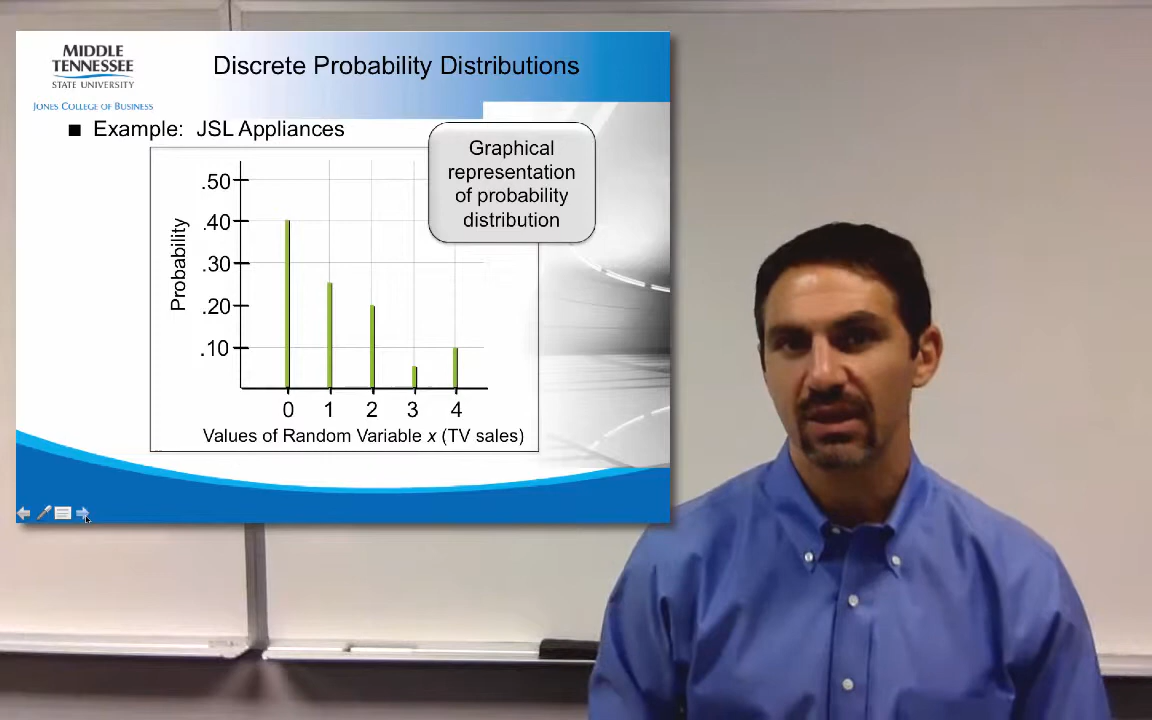 MIDDLE
TENNESSEE
STATE UNIVERSITY
JONES COLLEGE OF BUSINESS
Discrete Probability Distributions
Example: JSL Appliances
Graphical
representation
of probability
distribution
Probability
.50
.40
.30
.20
.10
0 1 2 3 4
Values of Random Variable x (TV sales)